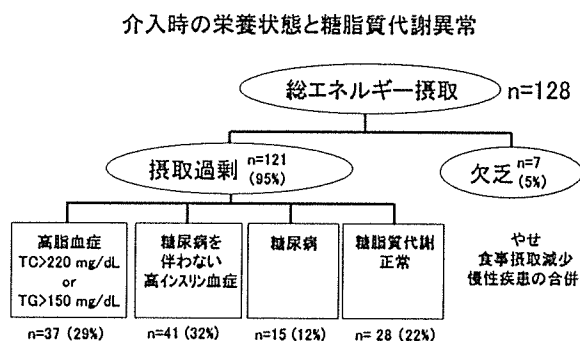 介入時の栄養状態と糖脂質代謝異常
総エネルギー摂取 n=128
摂取過剰 n=121
(95%)
欠乏 n=7
(5%)
高脂血症
TC>220 mg/dL
or
TG>150 mg/dL
糖尿病を
伴わない
高インスリン血症
糖尿病
糖脂質代謝
正常
やせ
食事摂取減少
慢性疾患の合併
n=37 (29%)
n=41 (32%)
n=15 (12%)
n= 28 (22%)